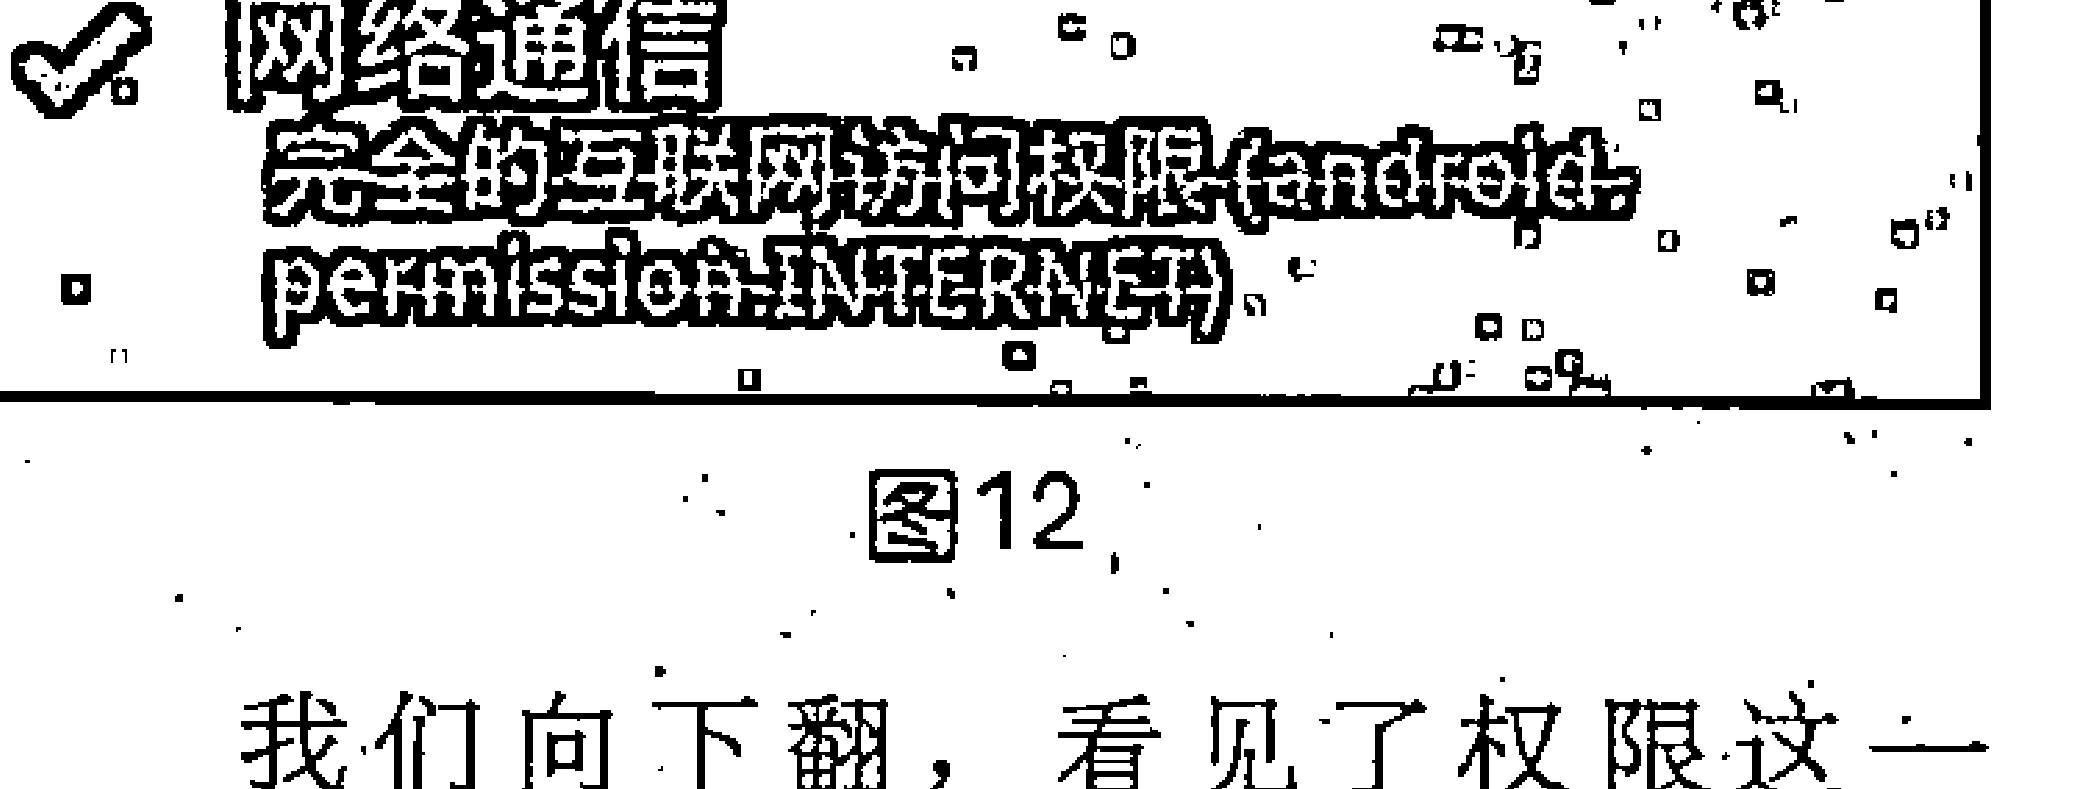 网络通信
完全的互联网访问权限(android.
permission.INTERNET)
图12
我们向下翻，看见了权限这一